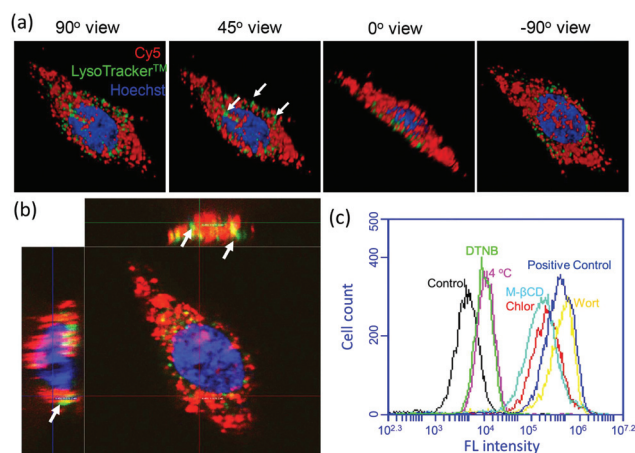 (a)
90° view
45° view
0° view
-90° view
Cy5
LysoTracker™
Hoechst
(b)
(c)
500
400
200
0
Cell count
DTNB
4 ºC
Control
M-βCD
Chlor
Positive Control
Wort
10^2.3
10^3
10^4
10^5
10^6
10^7.2
FL intensity